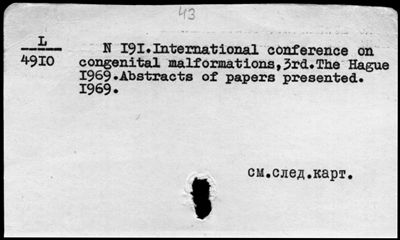 43
L
4910
N I9I.International conference on
congenital malformations,3rd.The Hague
I969.Abstracts of papers presented.
I969.
см.след.карт.